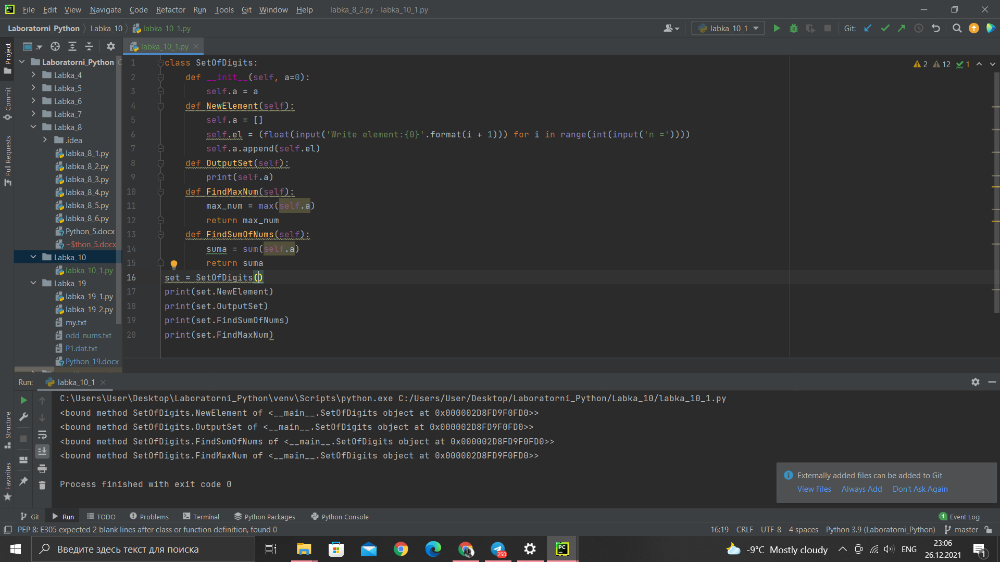 File Edit View Navigate Code Refactor Run Tools Git Window Help labka_8_2.py - labka_10_1.py
Laboratorni_Python Labka_10 labka_10_1.py labka_10_1 Git:
labka_10_1.py
Project
Commit
Pull Requests
Structure
Favorites
Laboratorni_Python
Labka_4
Labka_5
Labka_6
Labka_7
Labka_8
.idea
labka_8_1.py
labka_8_2.py
labka_8_3.py
labka_8_4.py
labka_8_5.py
labka_8_6.py
Python_5.docx
~$thon_5.docx
Labka_10
labka_10_1.py
Labka_19
labka_19_1.py
labka_19_2.py
my.txt
odd_nums.txt
P1.dat.txt
Python_19.docx
2 12 1
1 class SetOfDigits:
2 def __init__(self, a=0):
3 self.a = a
4 def NewElement(self):
5 self.a = []
6 self.el = (float(input('Write element:{0}'.format(i + 1))) for i in range(int(input('n ='))))
7 self.a.append(self.el)
8 def OutputSet(self):
9 print(self.a)
10 def FindMaxNum(self):
11 max_num = max(self.a)
12 return max_num
13 def FindSumOfNums(self):
14 suma = sum(self.a)
15 return suma
16 set = SetOfDigits()
17 print(set.NewElement)
18 print(set.OutputSet)
19 print(set.FindSumOfNums)
20 print(set.FindMaxNum)
Run: labka_10_1
C:\Users\User\Desktop\Laboratorni_Python\venv\Scripts\python.exe C:/Users/User/Desktop/Laboratorni_Python/Labka_10/labka_10_1.py
<bound method SetOfDigits.NewElement of <__main__.SetOfDigits object at 0x000002D8FD9F0FD0>>
<bound method SetOfDigits.OutputSet of <__main__.SetOfDigits object at 0x000002D8FD9F0FD0>>
<bound method SetOfDigits.FindSumOfNums of <__main__.SetOfDigits object at 0x000002D8FD9F0FD0>>
<bound method SetOfDigits.FindMaxNum of <__main__.SetOfDigits object at 0x000002D8FD9F0FD0>>
Process finished with exit code 0
Externally added files can be added to Git
View Files Always Add Don't Ask Again
Git Run TODO Problems Terminal Python Packages Python Console 1 Event Log
PEP 8: E305 expected 2 blank lines after class or function definition, found 0 16:19 CRLF UTF-8 4 spaces Python 3.9 (Laboratorni_Python) master
Введите здесь текст для поиска 250 PC -9°C Mostly cloudy ENG 23:06
26.12.2021 1